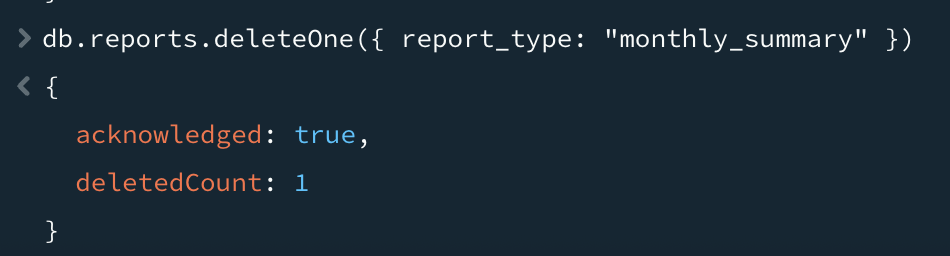 > db.reports.deleteOne({ report_type: "monthly_summary" })
< {
acknowledged: true,
deletedCount: 1
}